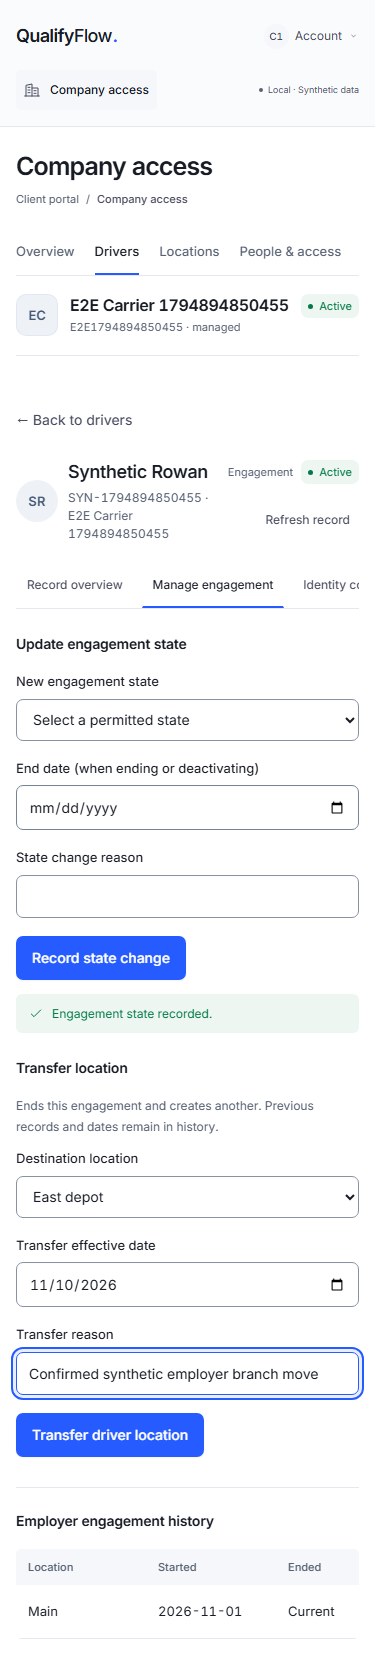 QualifyFlow.
C1 Account
Company access
Local · Synthetic data
Company access
Client portal / Company access
Overview Drivers Locations People & access
EC
E2E Carrier 1794894850455
Active
E2E1794894850455 · managed
← Back to drivers
SR
Synthetic Rowan
Engagement Active
SYN-1794894850455 ·
E2E Carrier
1794894850455
Refresh record
Record overview Manage engagement Identity co
Update engagement state
New engagement state
Select a permitted state
End date (when ending or deactivating)
mm/dd/yyyy
State change reason
Record state change
Engagement state recorded.
Transfer location
Ends this engagement and creates another. Previous
records and dates remain in history.
Destination location
East depot
Transfer effective date
11/10/2026
Transfer reason
Confirmed synthetic employer branch move
Transfer driver location
Employer engagement history
Location Started Ended
Main 2026-11-01 Current